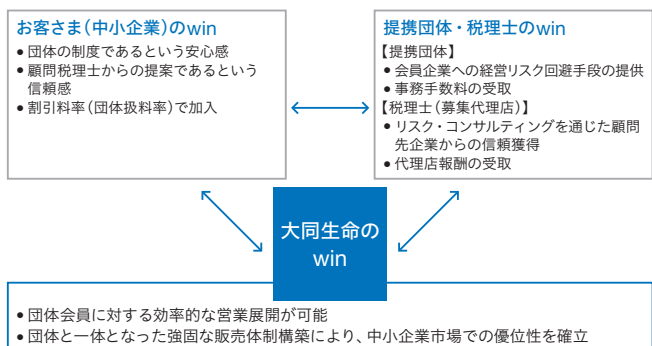 お客さま（中小企業）のwin
● 団体の制度であるという安心感
● 顧問税理士からの提案であるという
信頼感
● 割引料率（団体扱料率）で加入
提携団体・税理士のwin
【提携団体】
● 会員企業への経営リスク回避手段の提供
● 事務手数料の受取
【税理士（募集代理店）】
● リスク・コンサルティングを通じた顧問
先企業からの信頼獲得
● 代理店報酬の受取
大同生命の
win
● 団体会員に対する効率的な営業展開が可能
● 団体と一体となった強固な販売体制構築により、中小企業市場での優位性を確立